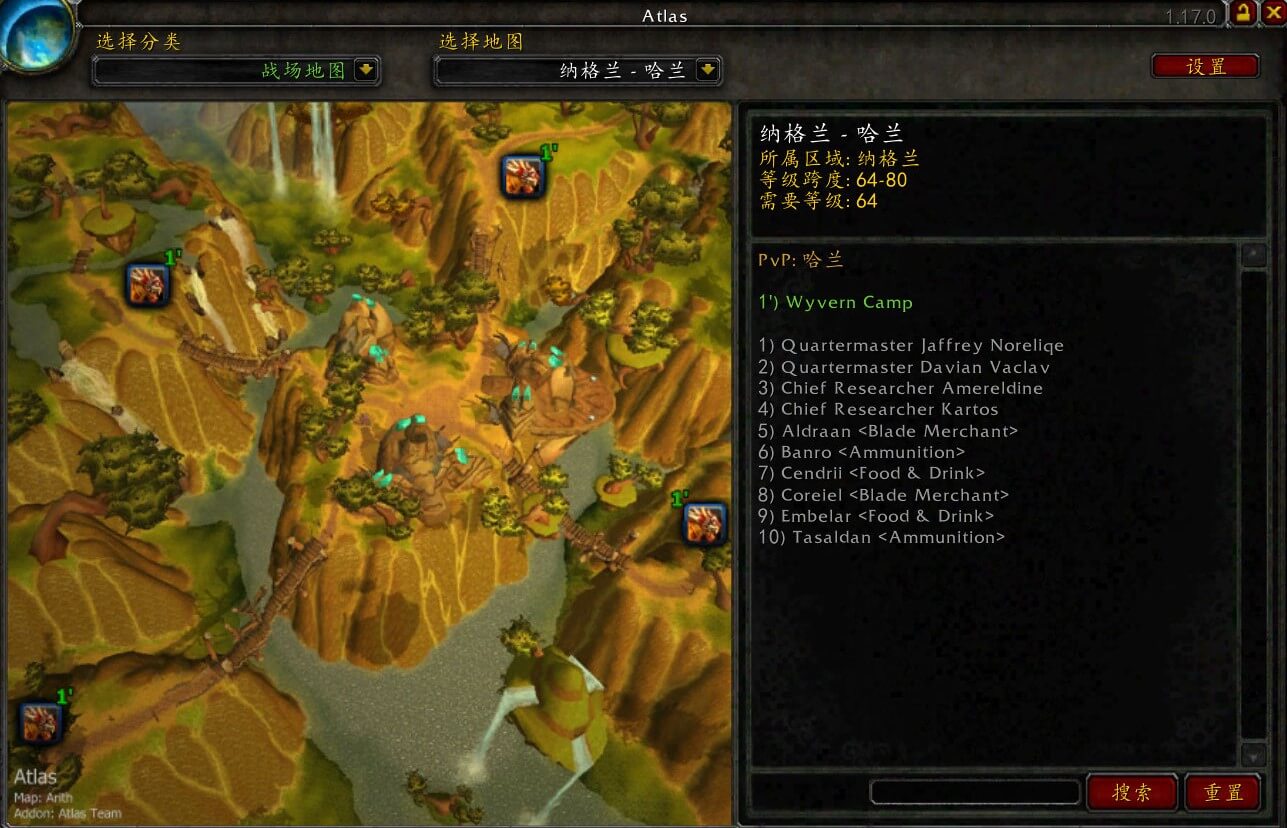 Atlas
1.17.0
选择分类
选择地图
战场地图
纳格兰 - 哈兰
设置
1'
1'
1'
1'
纳格兰 - 哈兰
所属区域: 纳格兰
等级跨度: 64-80
需要等级: 64
PvP: 哈兰
1') Wyvern Camp
1) Quartermaster Jaffrey Noreliqe
2) Quartermaster Davian Vaclav
3) Chief Researcher Amereldine
4) Chief Researcher Kartos
5) Aldraan <Blade Merchant>
6) Banro <Ammunition>
7) Cendrii <Food & Drink>
8) Coreiel <Blade Merchant>
9) Embelar <Food & Drink>
10) Tasaldan <Ammunition>
Atlas
Map: Arith
Addon: Atlas Team
搜索
重置